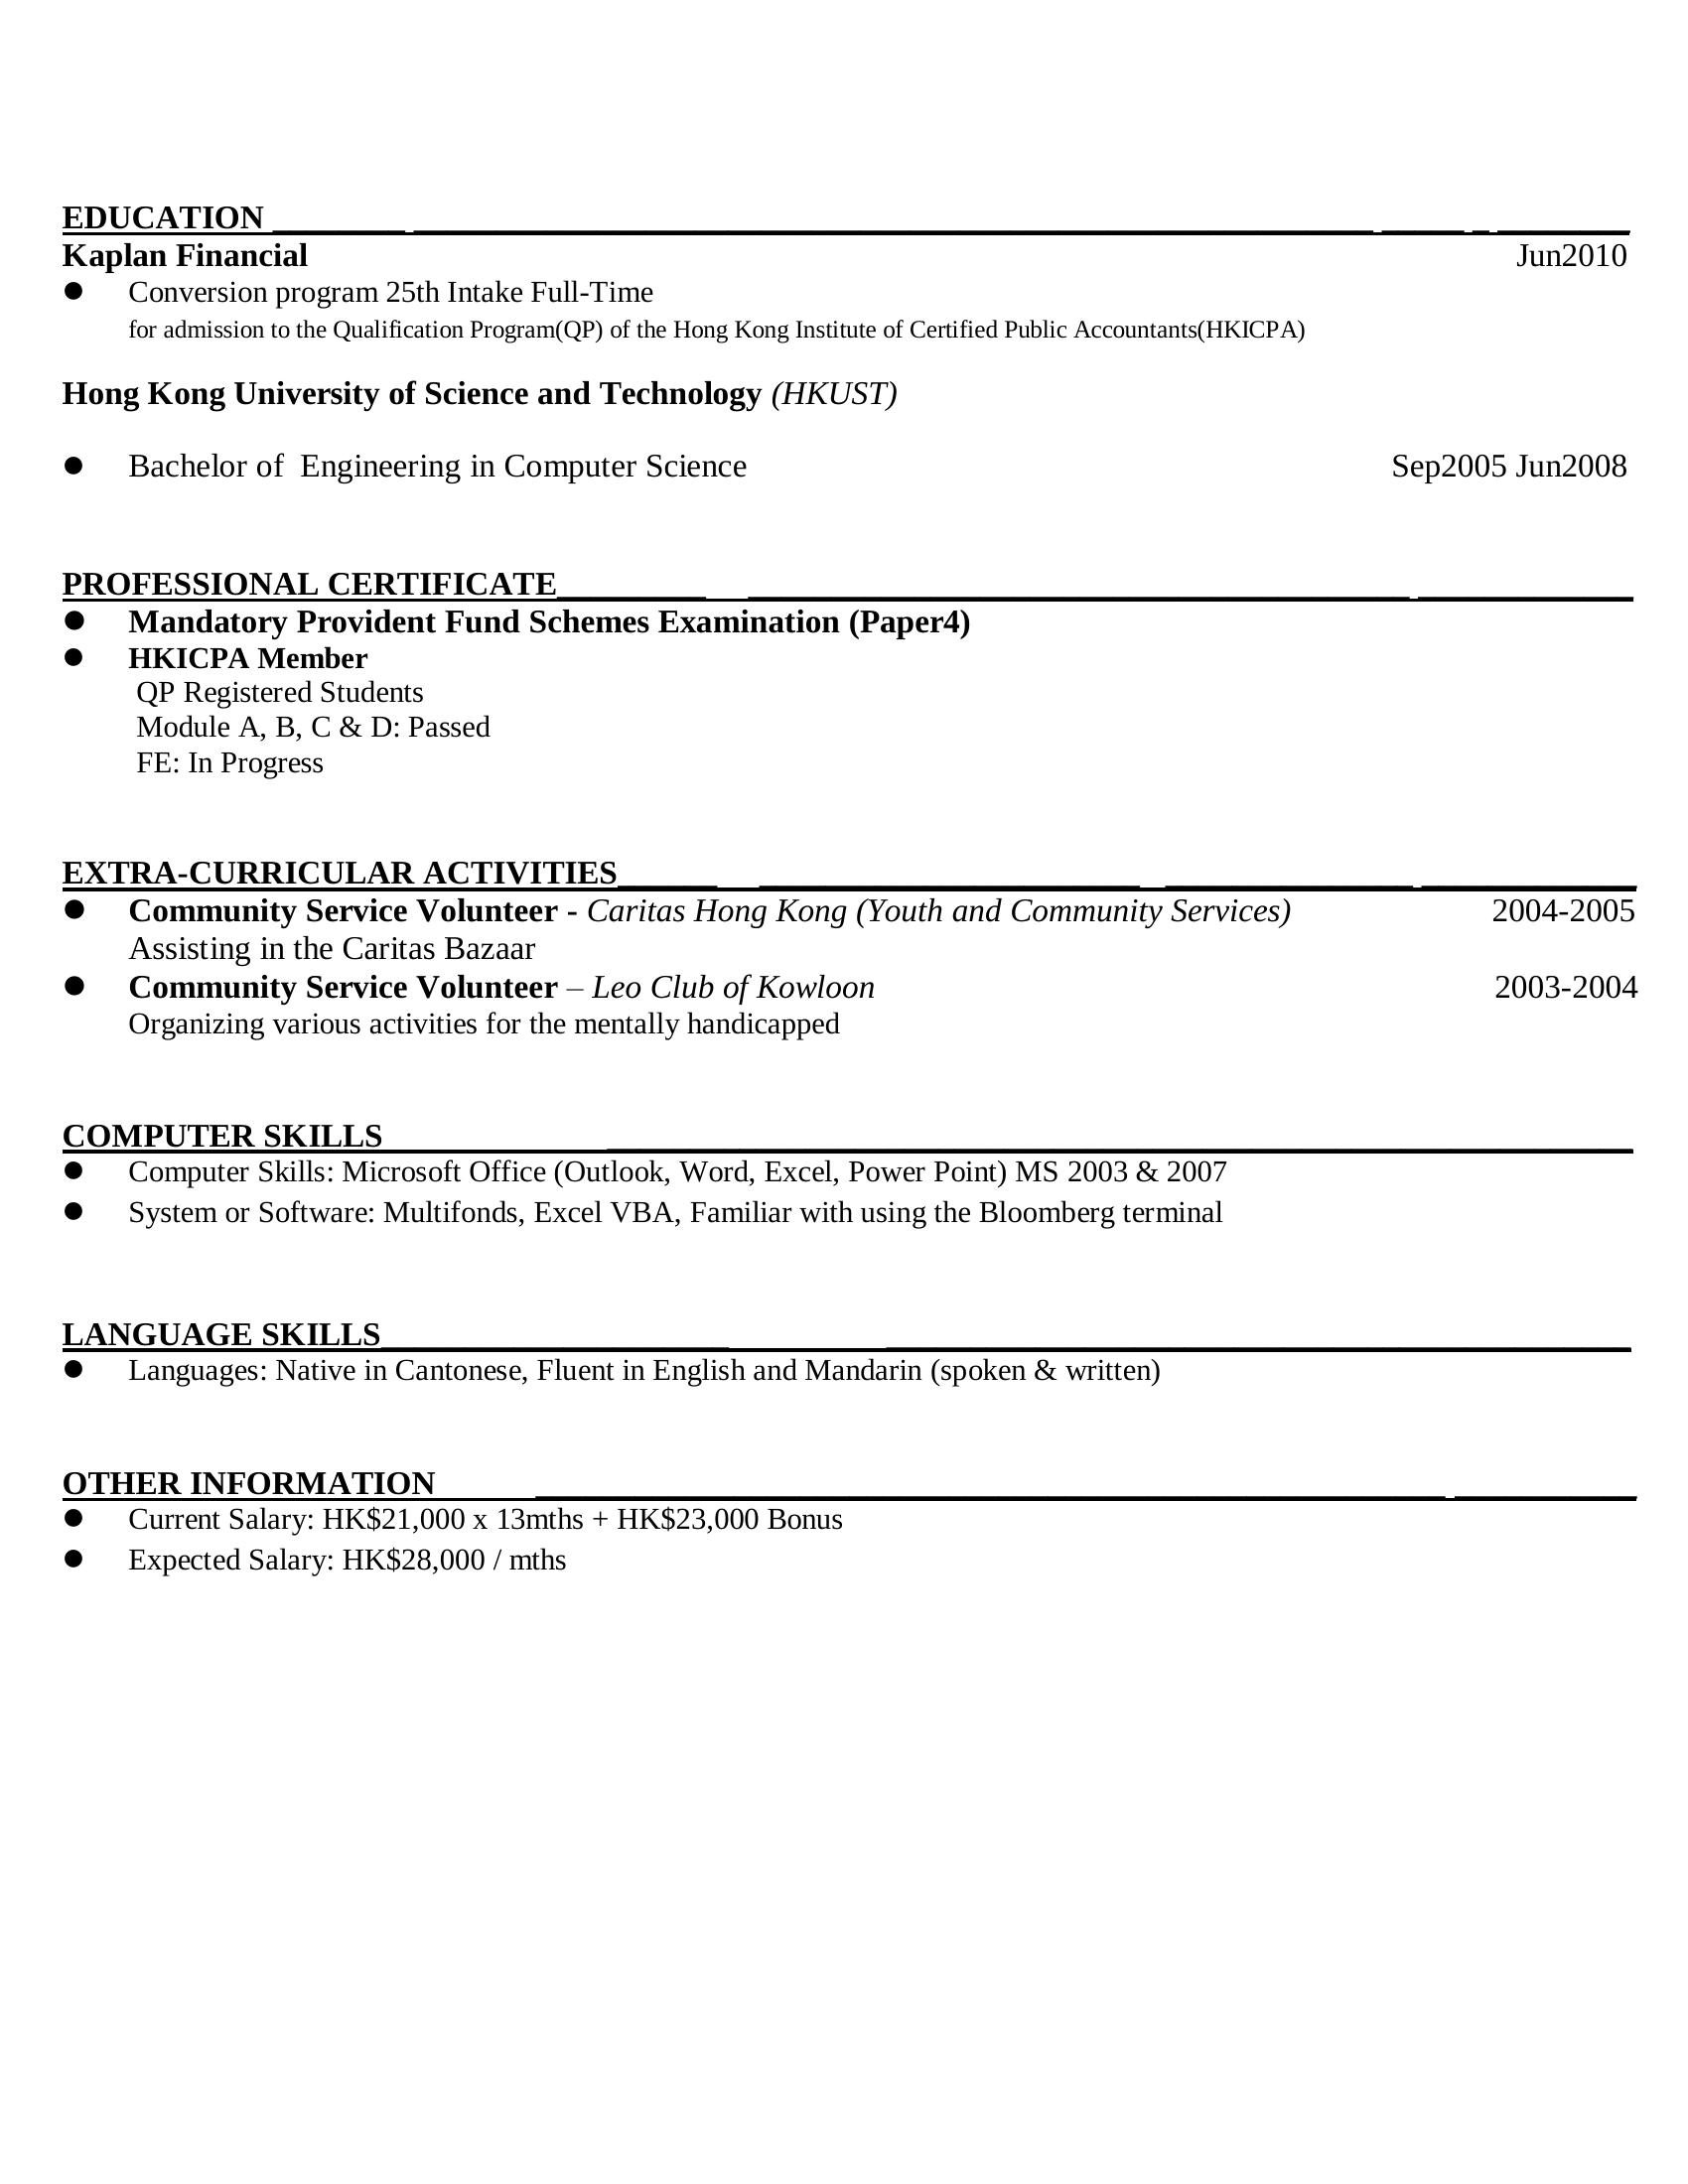 EDUCATION
Kaplan Financial Jun2010
● Conversion program 25th Intake Full-Time
for admission to the Qualification Program(QP) of the Hong Kong Institute of Certified Public Accountants(HKICPA)
Hong Kong University of Science and Technology (HKUST)
● Bachelor of  Engineering in Computer Science Sep2005 Jun2008
PROFESSIONAL CERTIFICATE
● Mandatory Provident Fund Schemes Examination (Paper4)
● HKICPA Member
QP Registered Students
Module A, B, C & D: Passed
FE: In Progress
EXTRA-CURRICULAR ACTIVITIES
● Community Service Volunteer - Caritas Hong Kong (Youth and Community Services) 2004-2005
Assisting in the Caritas Bazaar
● Community Service Volunteer – Leo Club of Kowloon 2003-2004
Organizing various activities for the mentally handicapped
COMPUTER SKILLS
● Computer Skills: Microsoft Office (Outlook, Word, Excel, Power Point) MS 2003 & 2007
● System or Software: Multifonds, Excel VBA, Familiar with using the Bloomberg terminal
LANGUAGE SKILLS
● Languages: Native in Cantonese, Fluent in English and Mandarin (spoken & written)
OTHER INFORMATION
● Current Salary: HK$21,000 x 13mths + HK$23,000 Bonus
● Expected Salary: HK$28,000 / mths